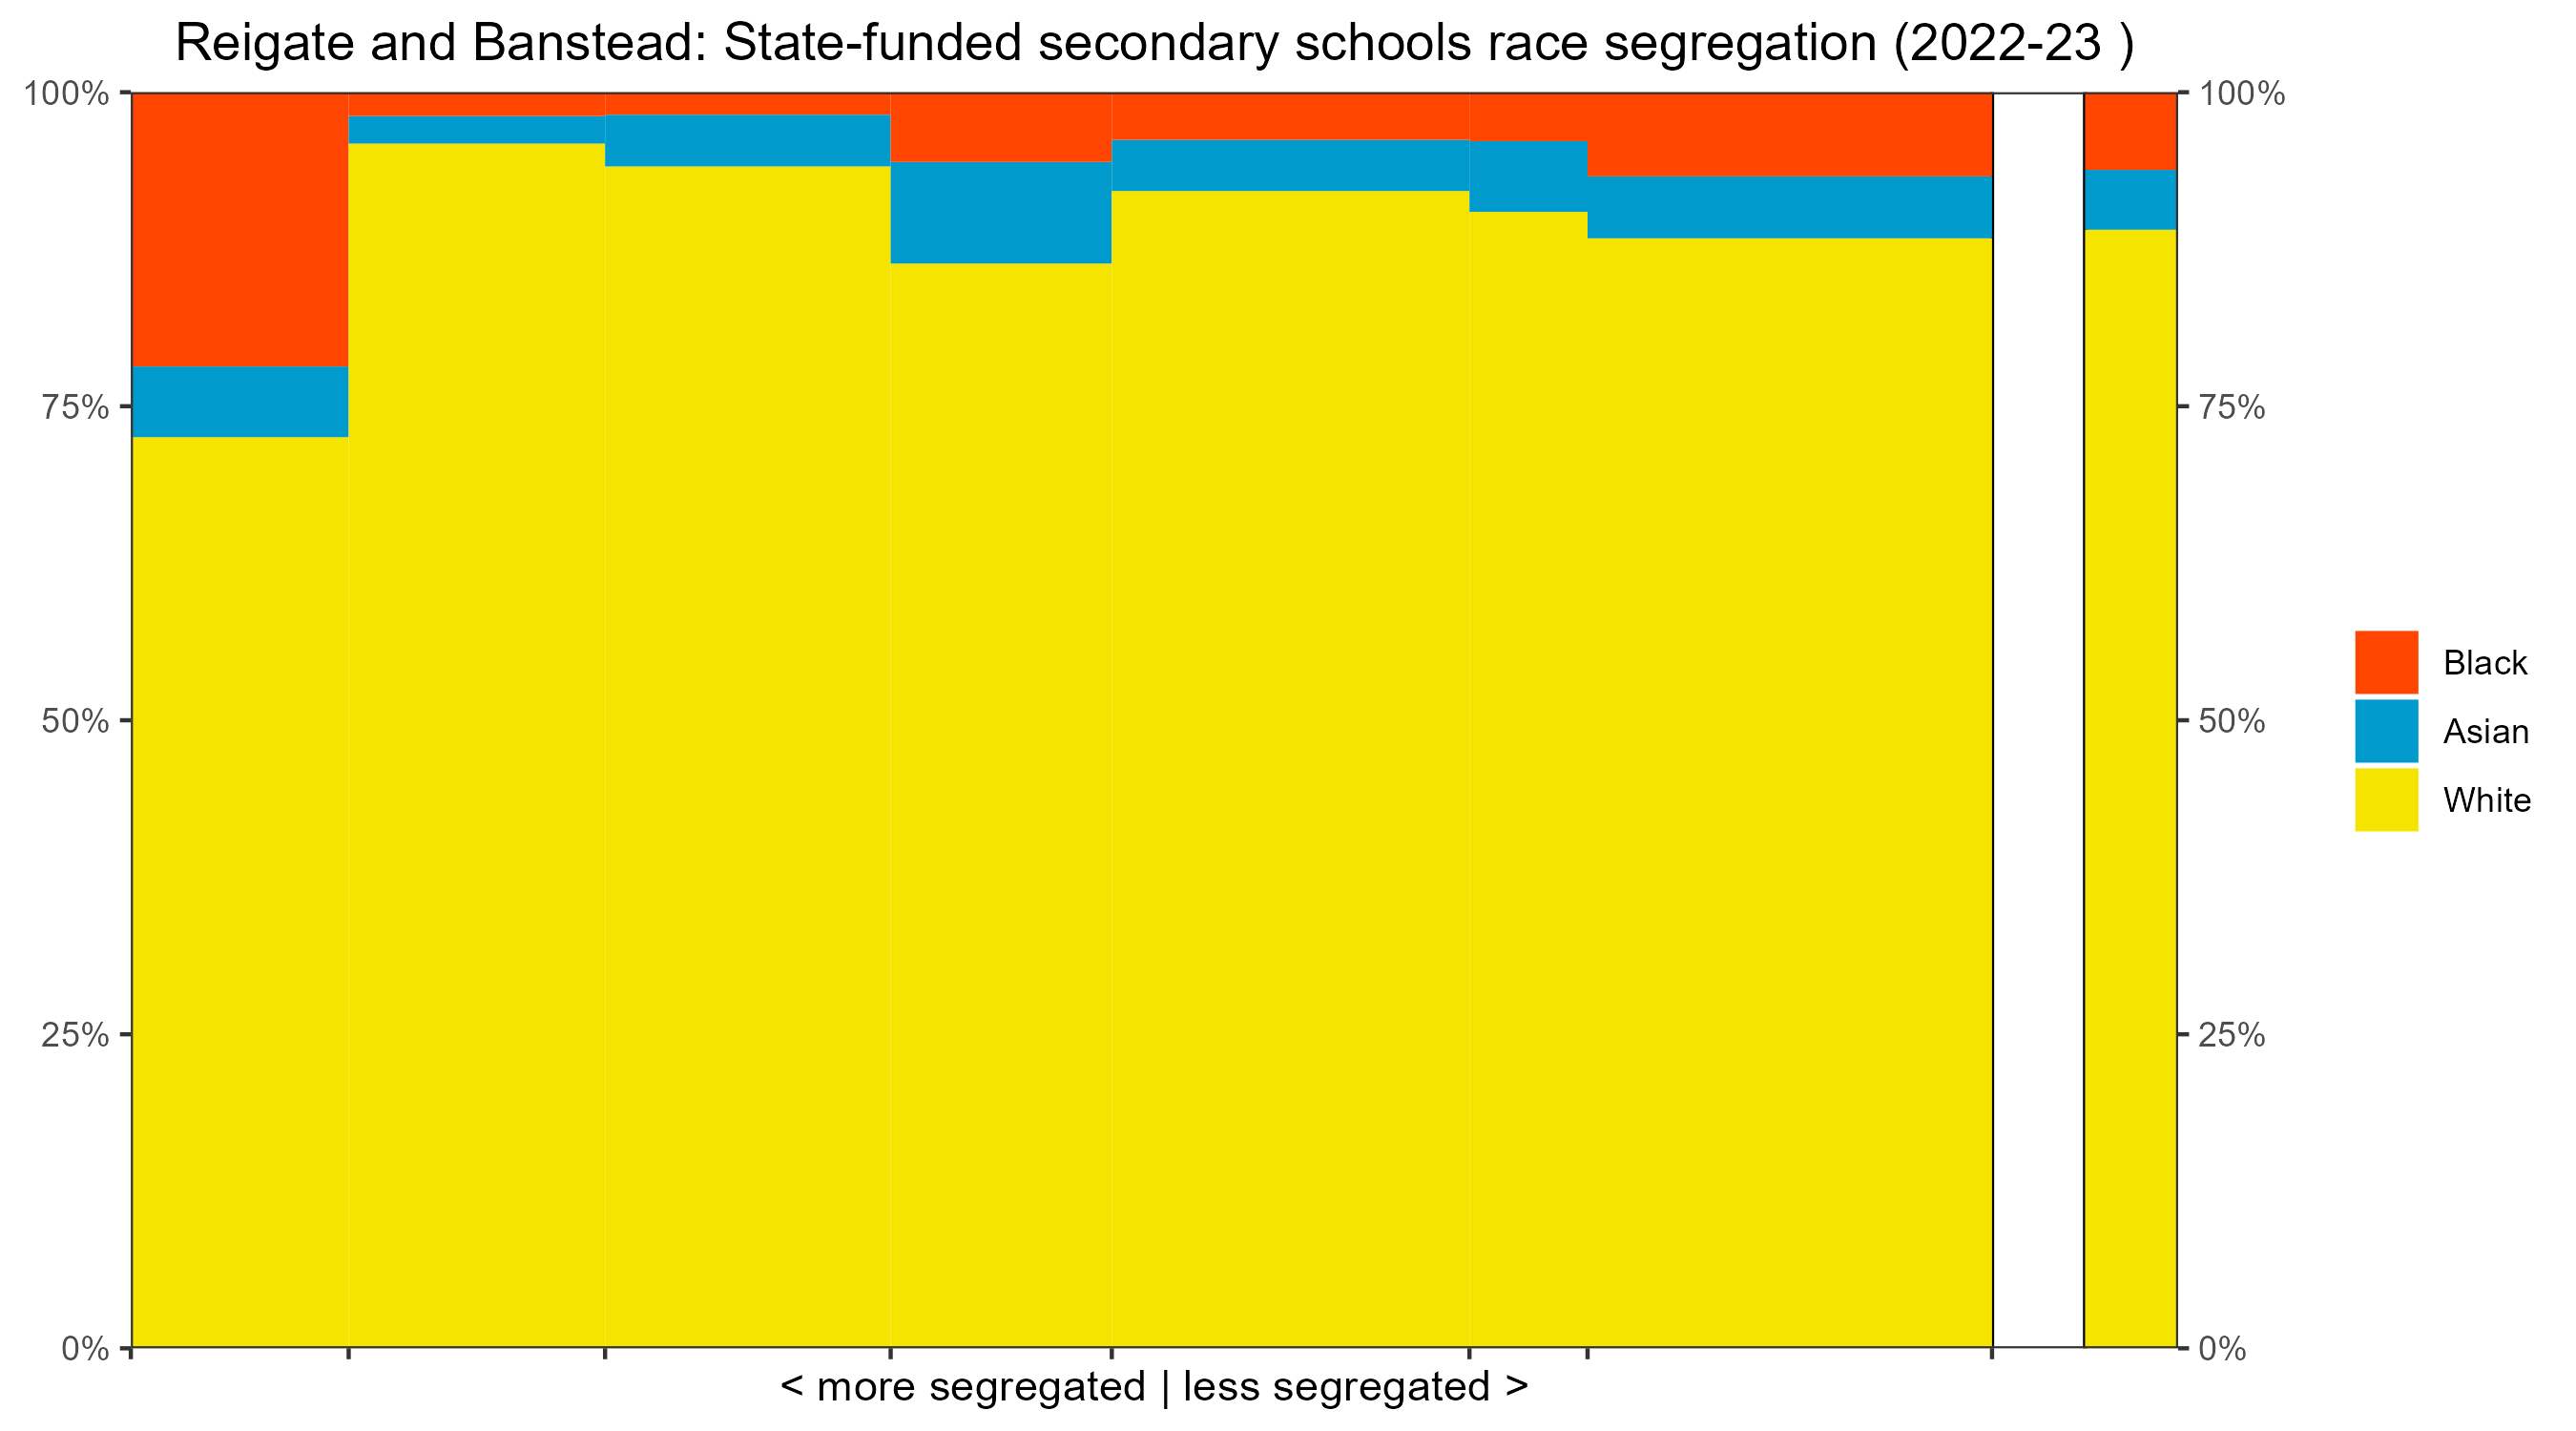 Reigate and Banstead: State-funded secondary schools race segregation (2022-23 )
100%
75%
50%
25%
0%
100%
75%
50%
25%
0%
Black
Asian
White
< more segregated | less segregated >